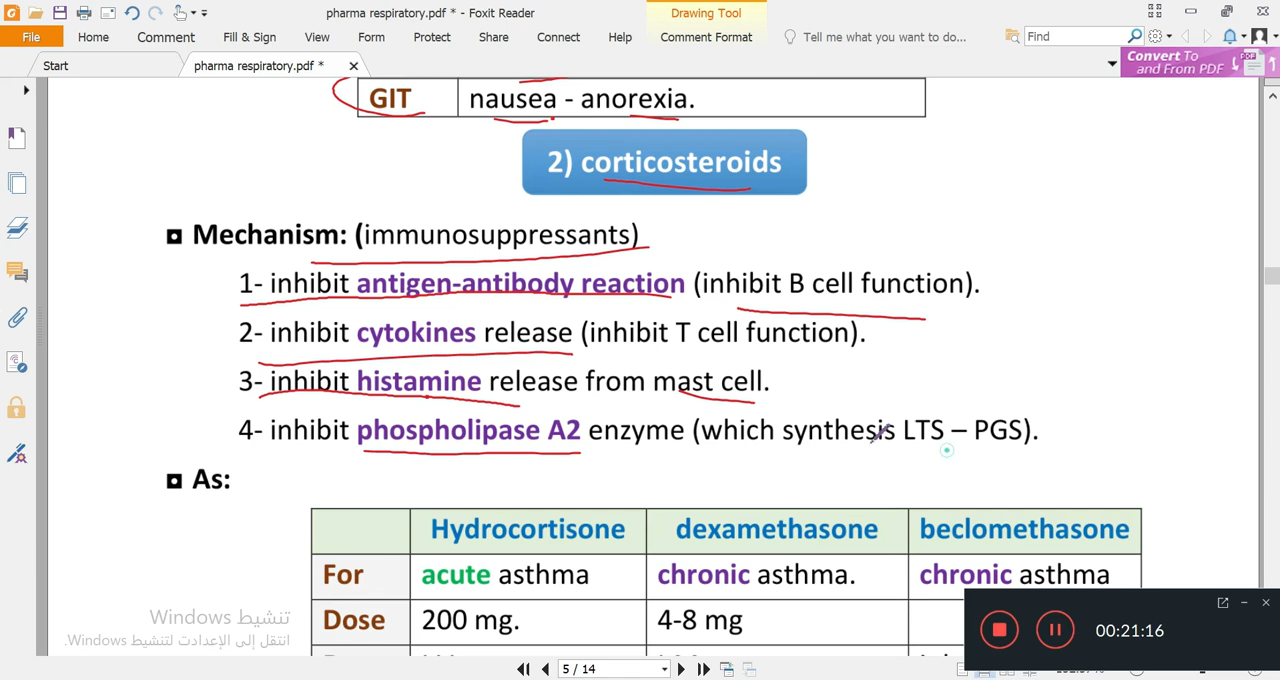 pharma respiratory.pdf * - Foxit Reader
Drawing Tool
File Home Comment Fill & Sign View Form Protect Share Connect Help Comment Format Tell me what you want to do... Find
Start pharma respiratory.pdf *
Convert To
and From PDF
PDF
GIT nausea - anorexia.
2) corticosteroids
Mechanism: (immunosuppressants)
1- inhibit antigen-antibody reaction (inhibit B cell function).
2- inhibit cytokines release (inhibit T cell function).
3- inhibit histamine release from mast cell.
4- inhibit phospholipase A2 enzyme (which synthesis LTS – PGS).
As:
Hydrocortisone dexamethasone beclomethasone
For acute asthma chronic asthma. chronic asthma
Dose 200 mg. 4-8 mg
تنشيط Windows
انتقل إلى الإعدادات لتنشيط Windows.
00:21:16
5 / 14